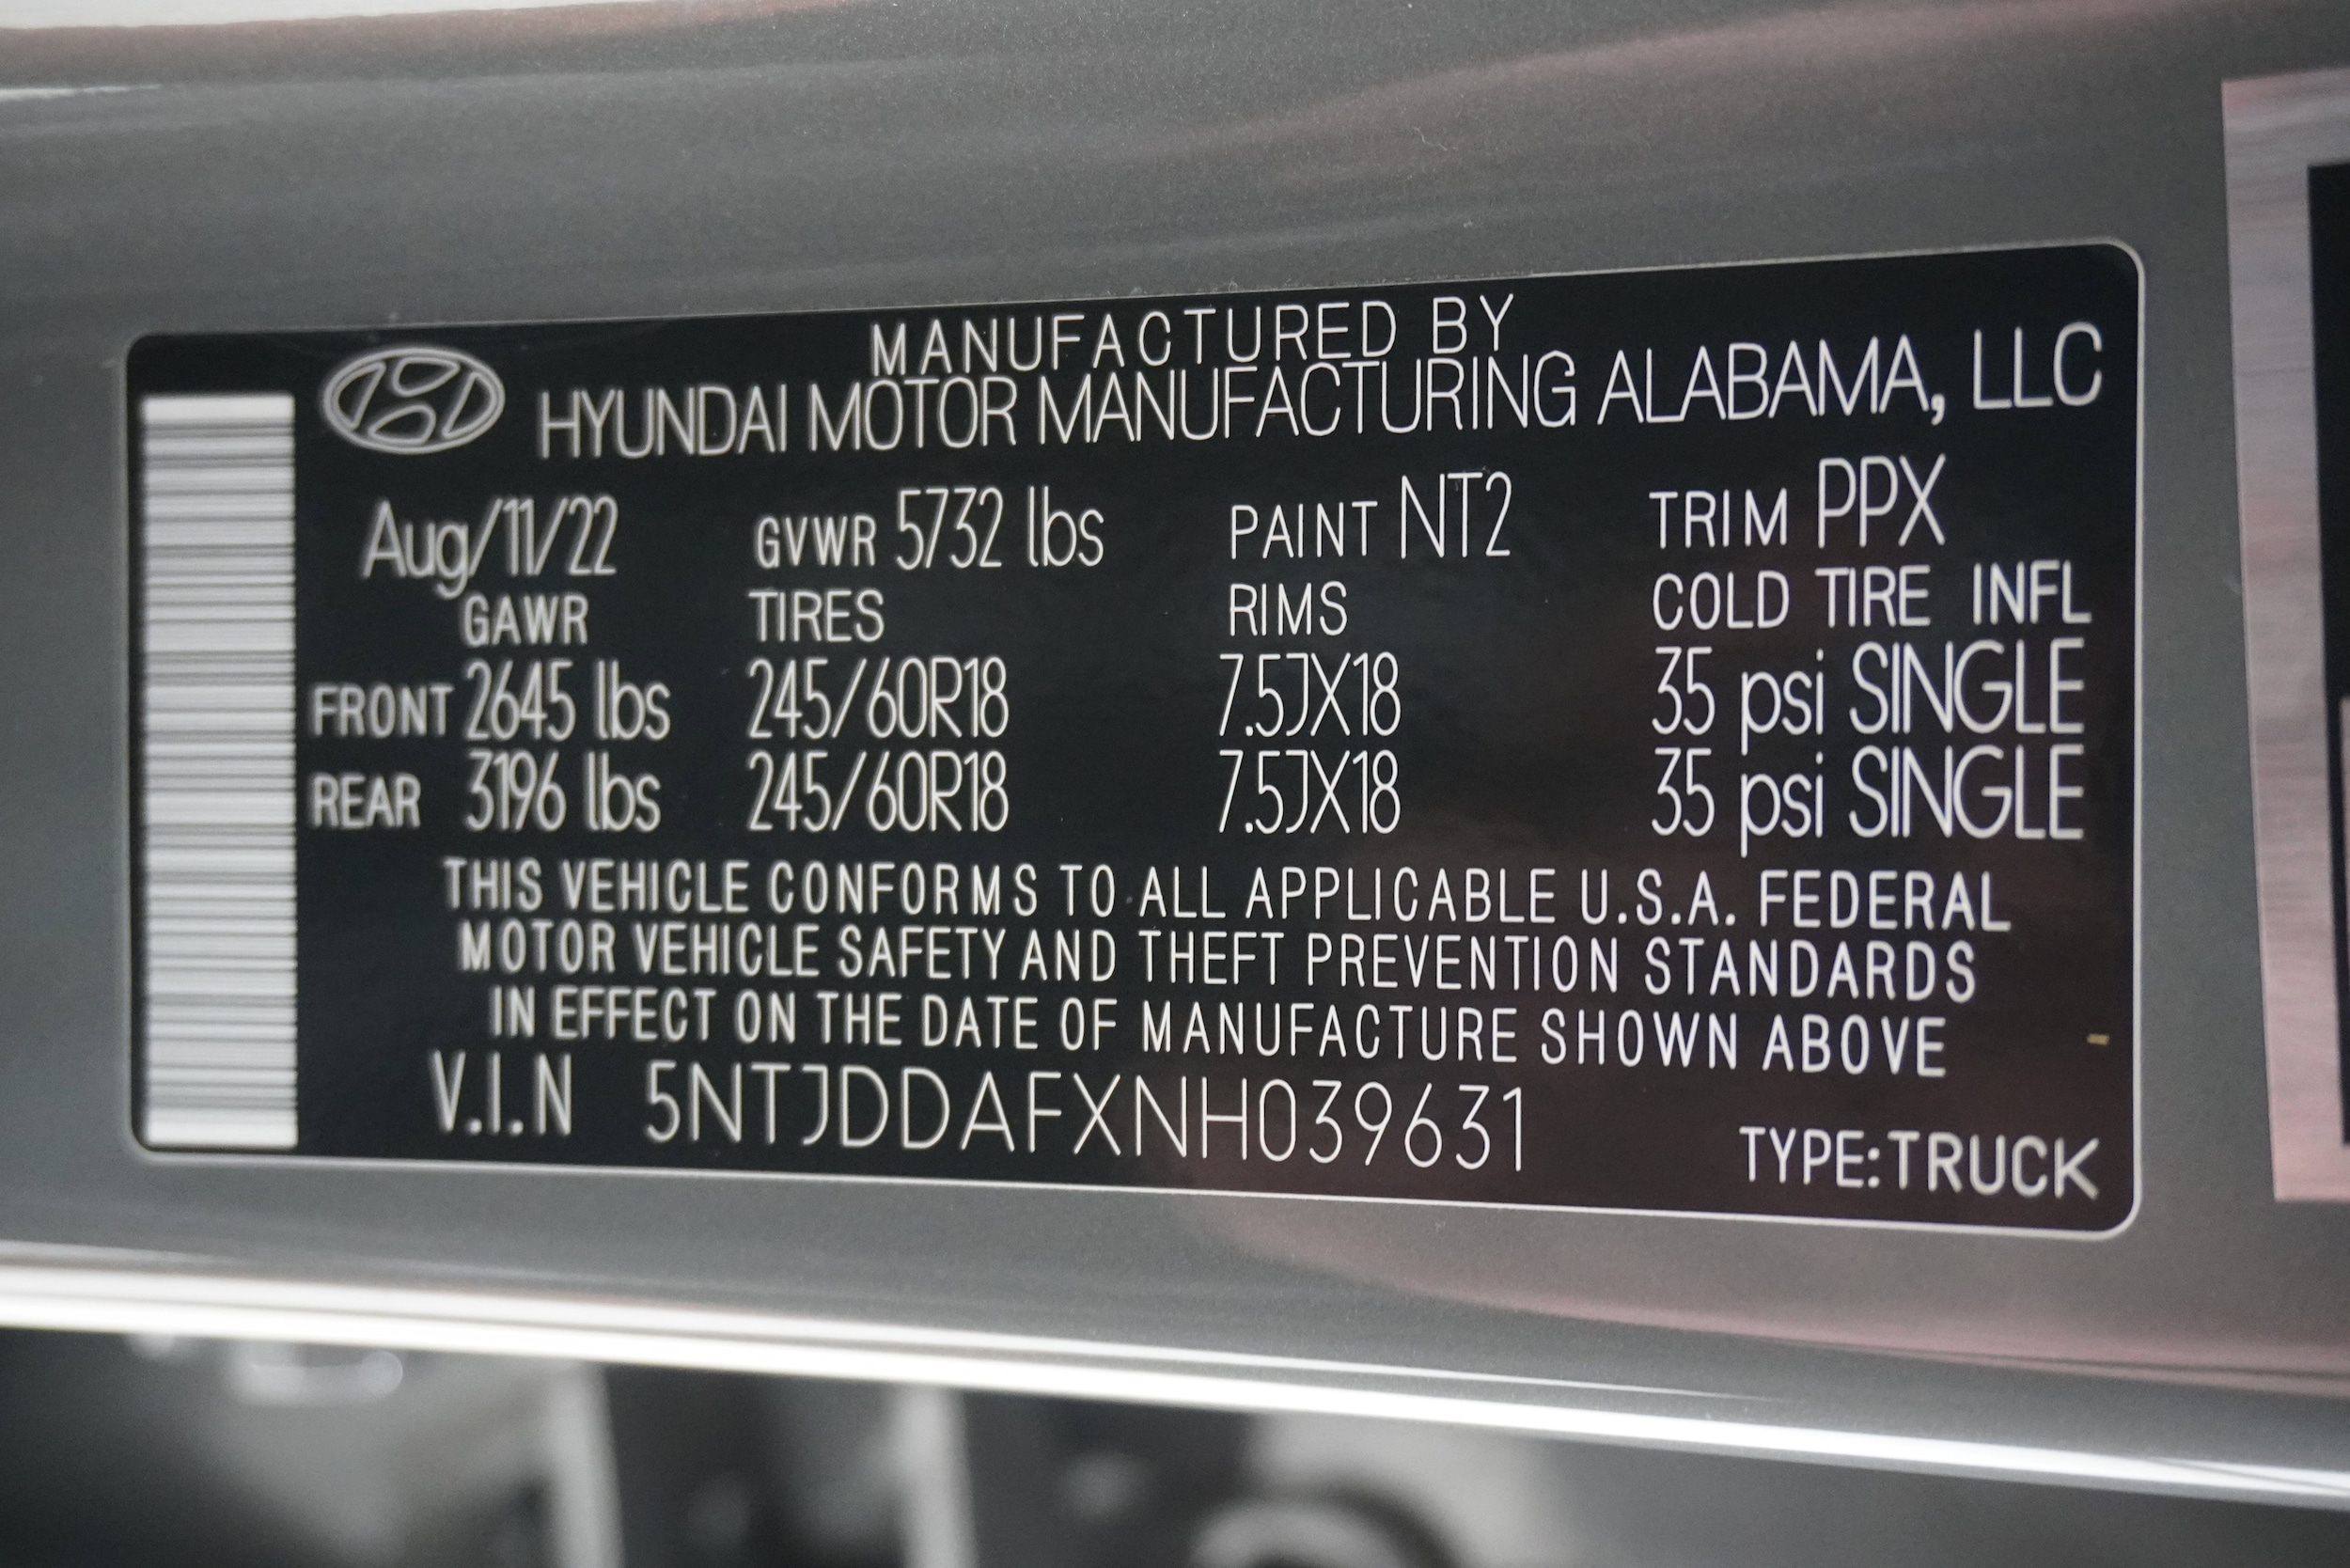 MANUFACTURED BY
HYUNDAI MOTOR MANUFACTURING ALABAMA, LLC
Aug/11/22 GVWR 5732 lbs PAINT NT2 TRIM PPX
GAWR TIRES RIMS COLD TIRE INFL
FRONT 2645 lbs 245/60R18 7.5JX18 35 psi SINGLE
REAR 3196 lbs 245/60R18 7.5JX18 35 psi SINGLE
THIS VEHICLE CONFORMS TO ALL APPLICABLE U.S.A. FEDERAL
MOTOR VEHICLE SAFETY AND THEFT PREVENTION STANDARDS
IN EFFECT ON THE DATE OF MANUFACTURE SHOWN ABOVE
V.I.N 5NTJDDAFXNH039631
TYPE:TRUCK